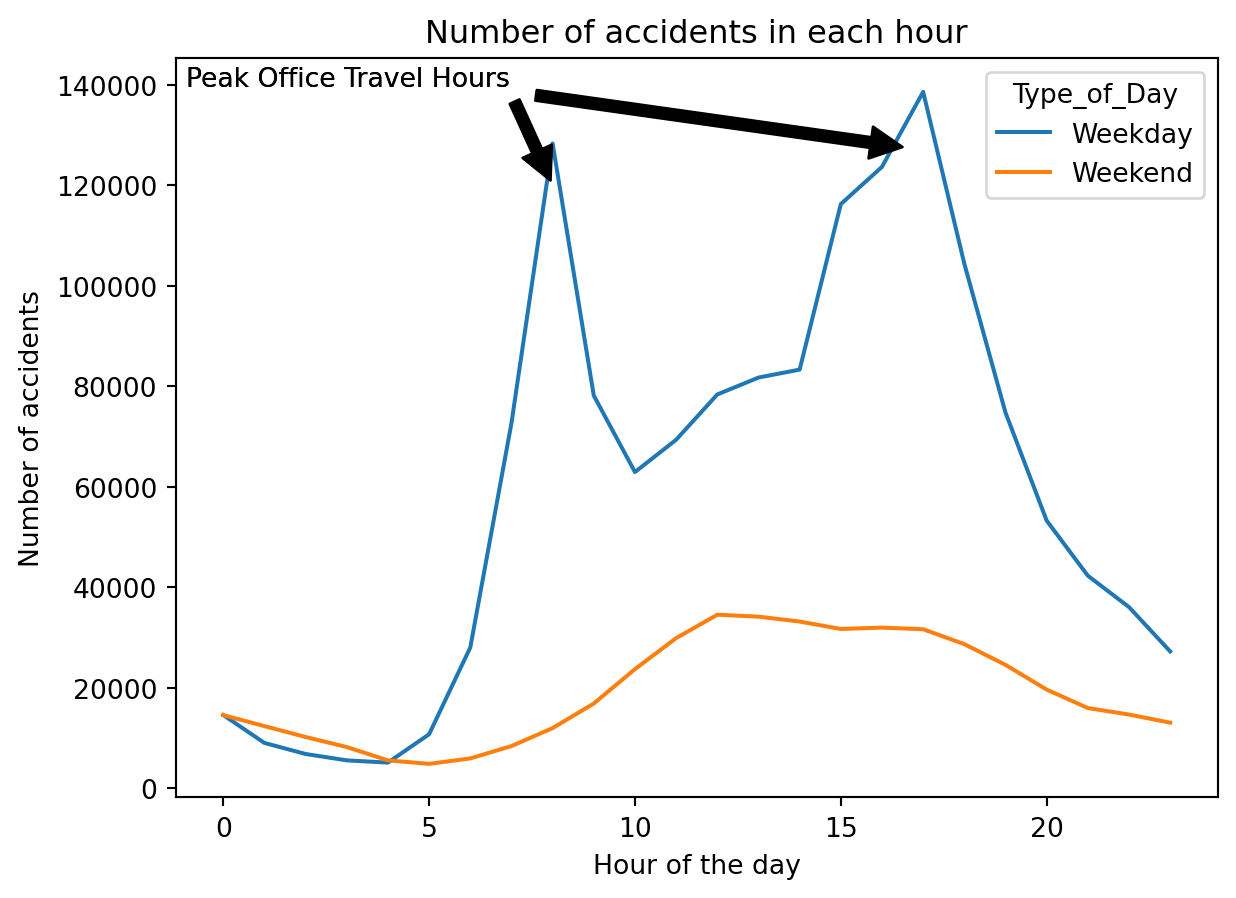 Number of accidents in each hour
Peak Office Travel Hours
Type_of_Day
Weekday
Weekend
Number of accidents
140000
120000
100000
80000
60000
40000
20000
0
0 5 10 15 20
Hour of the day